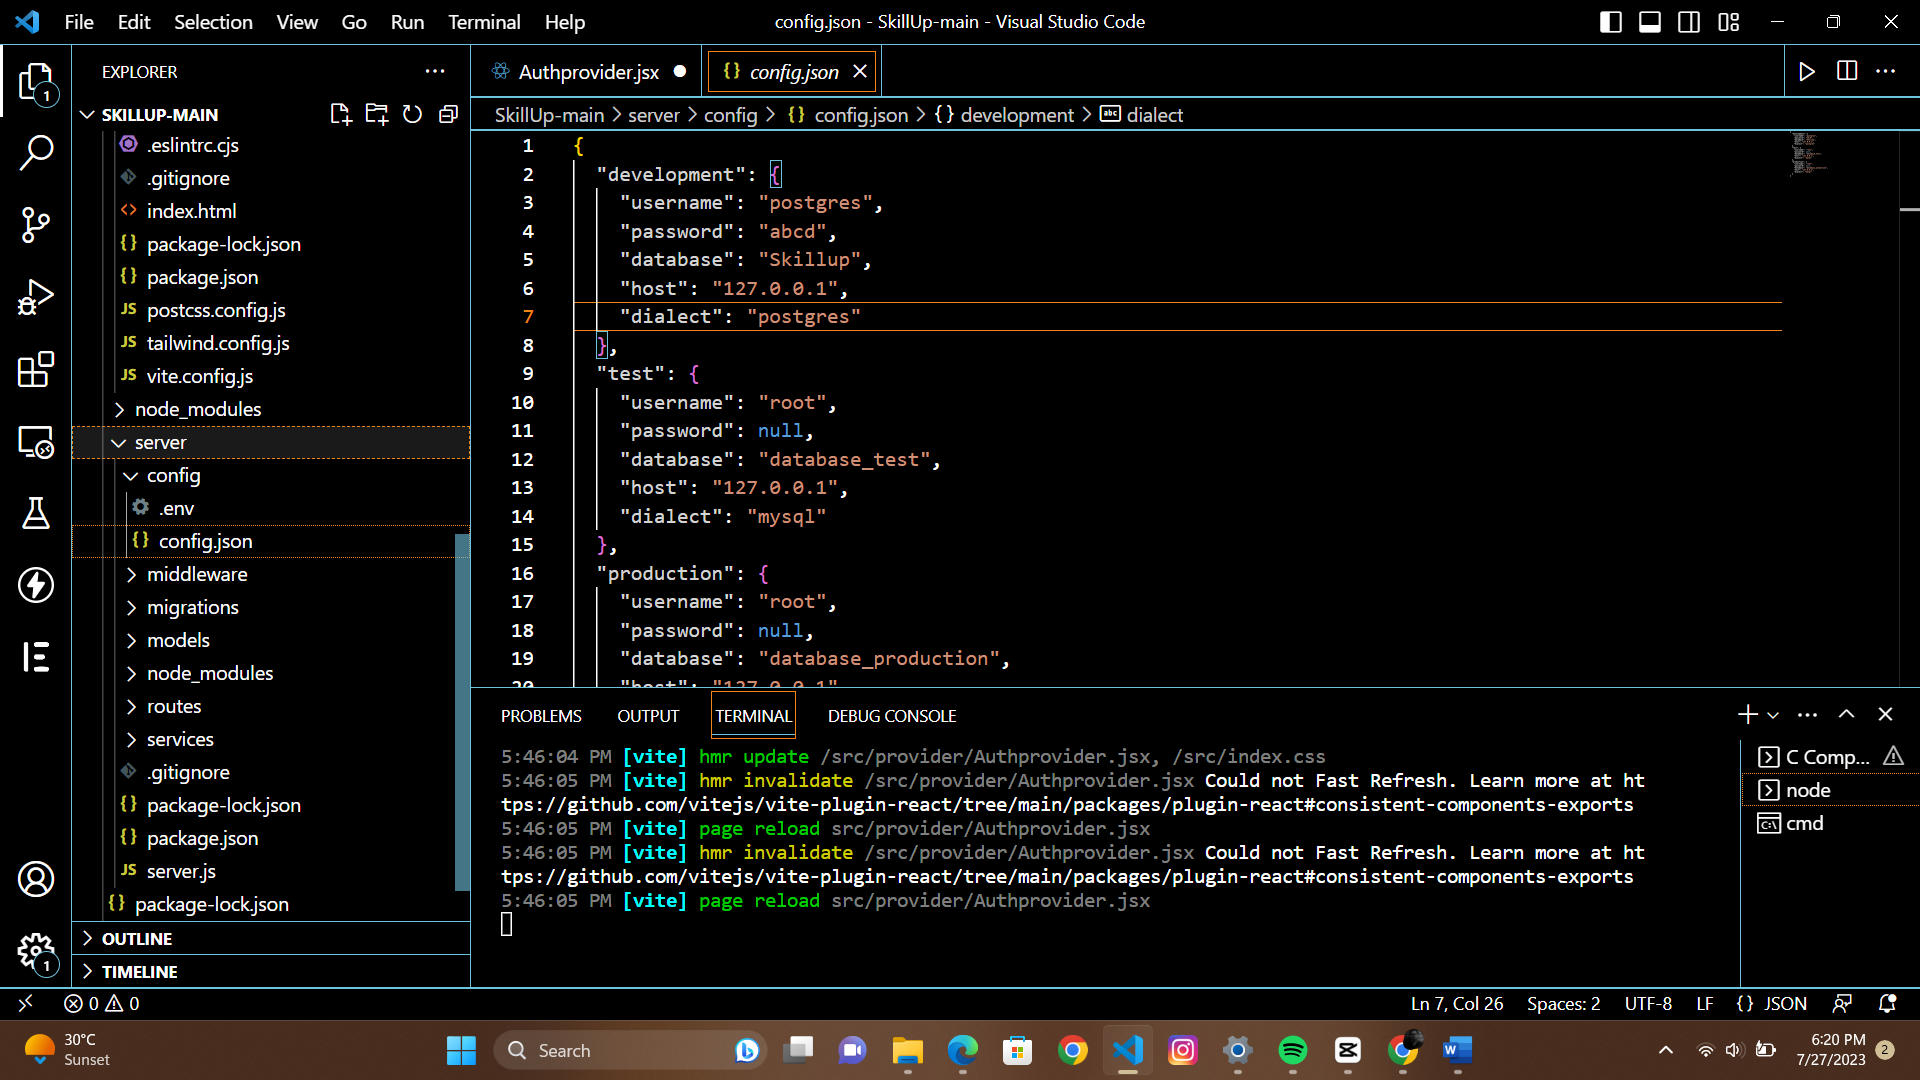 File Edit Selection View Go Run Terminal Help
config.json - SkillUp-main - Visual Studio Code
EXPLORER
SKILLUP-MAIN
.eslintrc.cjs
.gitignore
index.html
package-lock.json
package.json
JS postcss.config.js
JS tailwind.config.js
JS vite.config.js
node_modules
server
config
.env
config.json
middleware
migrations
models
node_modules
routes
services
.gitignore
package-lock.json
package.json
JS server.js
package-lock.json
OUTLINE
TIMELINE
1
1
Authprovider.jsx
{} config.json
SkillUp-main > server > config > {} config.json > {} development > abc dialect
1 {
2 "development": {
3 "username": "postgres",
4 "password": "abcd",
5 "database": "Skillup",
6 "host": "127.0.0.1",
7 "dialect": "postgres"
8 },
9 "test": {
10 "username": "root",
11 "password": null,
12 "database": "database_test",
13 "host": "127.0.0.1",
14 "dialect": "mysql"
15 },
16 "production": {
17 "username": "root",
18 "password": null,
19 "database": "database_production",
20 "host": "127.0.0.1"
PROBLEMS OUTPUT TERMINAL DEBUG CONSOLE
5:46:04 PM [vite] hmr update /src/provider/Authprovider.jsx, /src/index.css
5:46:05 PM [vite] hmr invalidate /src/provider/Authprovider.jsx Could not Fast Refresh. Learn more at ht
tps://github.com/vitejs/vite-plugin-react/tree/main/packages/plugin-react#consistent-components-exports
5:46:05 PM [vite] page reload src/provider/Authprovider.jsx
5:46:05 PM [vite] hmr invalidate /src/provider/Authprovider.jsx Could not Fast Refresh. Learn more at ht
tps://github.com/vitejs/vite-plugin-react/tree/main/packages/plugin-react#consistent-components-exports
5:46:05 PM [vite] page reload src/provider/Authprovider.jsx
C Comp...
node
cmd
0 0
Ln 7, Col 26 Spaces: 2 UTF-8 LF {} JSON
30°C
Sunset
Search
6:20 PM
7/27/2023
2